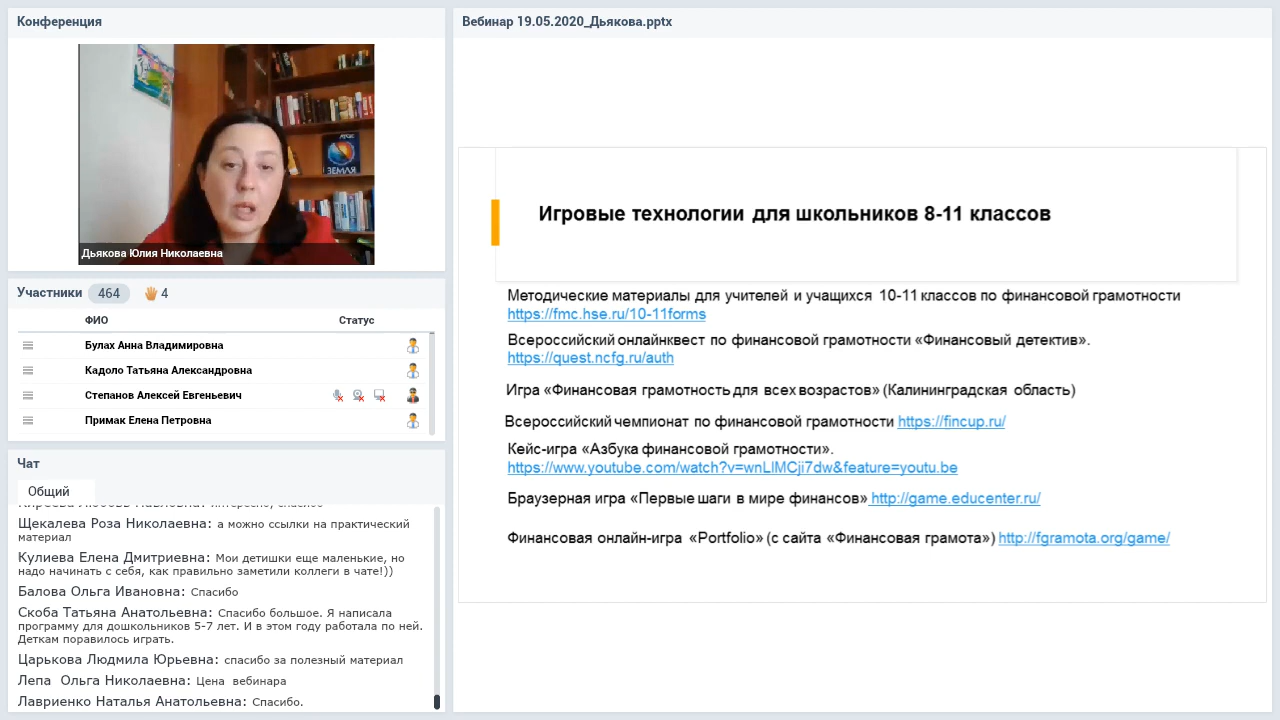 Конференция
ЗЕМЛЯ
Дьякова Юлия Николаевна
Участники 464 4
ФИО Статус
Булах Анна Владимировна
Кадоло Татьяна Александровна
Степанов Алексей Евгеньевич
Примак Елена Петровна
Чат
Общий
Щекалева Роза Николаевна: а можно ссылки на практический
материал
Кулиева Елена Дмитриевна: Мои детишки еще маленькие, но
надо начинать с себя, как правильно заметили коллеги в чате!))
Балова Ольга Ивановна: Спасибо
Скоба Татьяна Анатольевна: Спасибо большое. Я написала
программу для дошкольников 5-7 лет. И в этом году работала по ней.
Деткам поравилось играть.
Царькова Людмила Юрьевна: спасибо за полезный материал
Лепа Ольга Николаевна: Цена вебинара
Лавриенко Наталья Анатольевна: Спасибо.
Вебинар 19.05.2020_Дьякова.pptx
Игровые технологии для школьников 8-11 классов
Методические материалы для учителей и учащихся 10-11 классов по финансовой грамотности
https://fmc.hse.ru/10-11forms
Всероссийский онлайнквест по финансовой грамотности «Финансовый детектив».
https://quest.ncfg.ru/auth
Игра «Финансовая грамотность для всех возрастов» (Калининградская область)
Всероссийский чемпионат по финансовой грамотности https://fincup.ru/
Кейс-игра «Азбука финансовой грамотности».
https://www.youtube.com/watch?v=wnLlMCji7dw&feature=youtu.be
Браузерная игра «Первые шаги в мире финансов» http://game.educenter.ru/
Финансовая онлайн-игра «Portfolio» (с сайта «Финансовая грамота») http://fgramota.org/game/